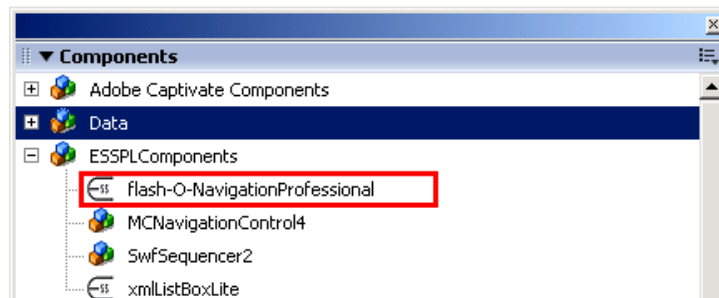 Components
Adobe Captivate Components
Data
ESSPLComponents
flash-O-NavigationProfessional
MCNavigationControl4
SwfSequencer2
xmlListBoxLite